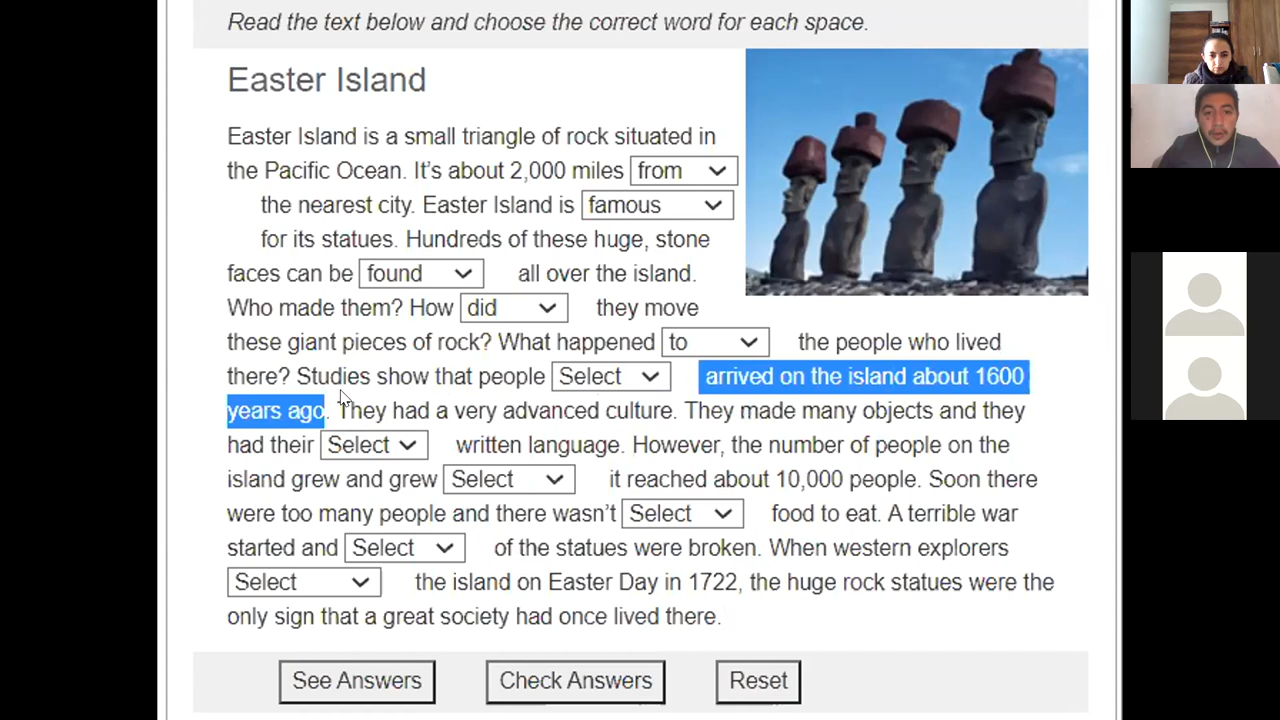 Read the text below and choose the correct word for each space.
Easter Island
Easter Island is a small triangle of rock situated in
the Pacific Ocean. It's about 2,000 miles from
the nearest city. Easter Island is famous
for its statues. Hundreds of these huge, stone
faces can be found all over the island.
Who made them? How did they move
these giant pieces of rock? What happened to the people who lived
there? Studies show that people Select arrived on the island about 1600
years ago. They had a very advanced culture. They made many objects and they
had their Select written language. However, the number of people on the
island grew and grew Select it reached about 10,000 people. Soon there
were too many people and there wasn't Select food to eat. A terrible war
started and Select of the statues were broken. When western explorers
Select the island on Easter Day in 1722, the huge rock statues were the
only sign that a great society had once lived there.
See Answers Check Answers Reset